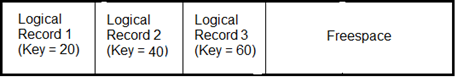 Logical
Record 1
(Key = 20)
Logical
Record 2
(Key = 40)
Logical
Record 3
(Key = 60)
Freespace